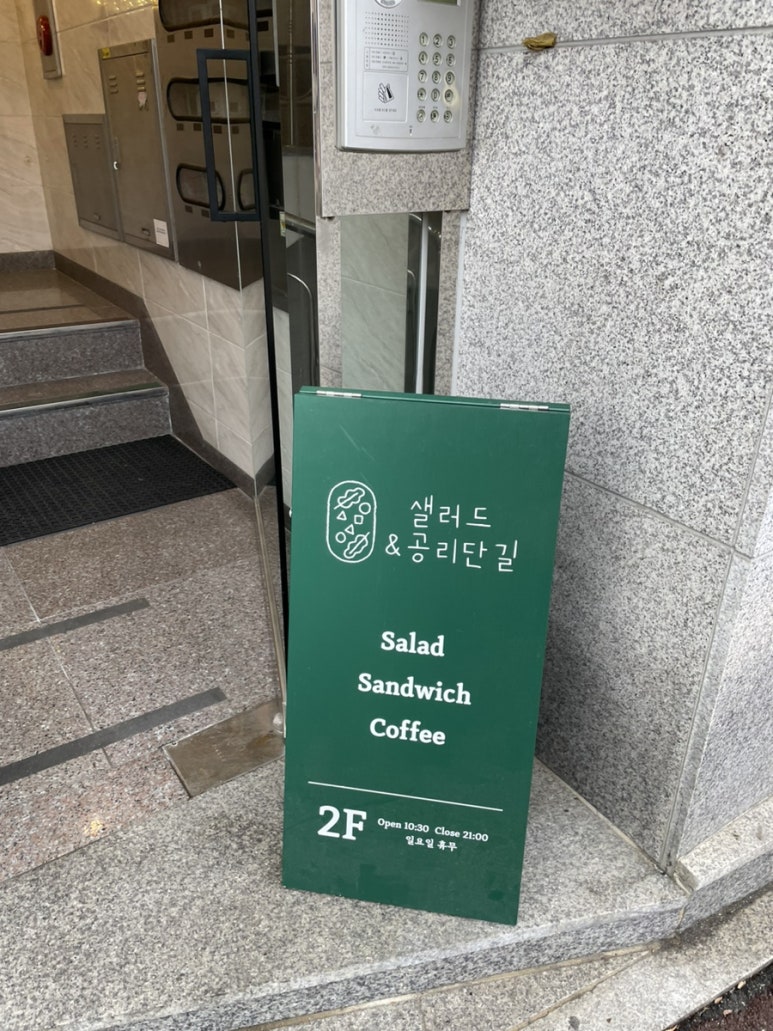 샐러드
&공리단길
Salad
Sandwich
Coffee
2F
Open 10:30 Close 21:00
일요일 휴무